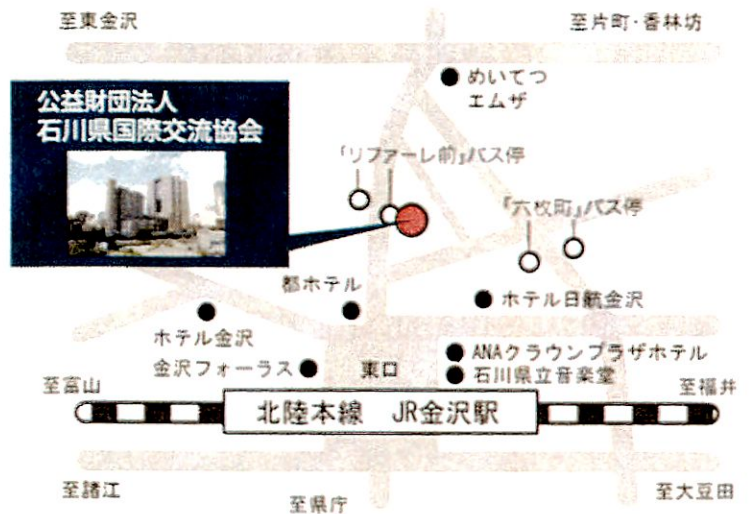 至東金沢
至片町・香林坊
めいてつ
エムザ
公益財団法人
石川県国際交流協会
「リファーレ前」バス停
「六枚町」バス停
都ホテル
ホテル日航金沢
ホテル金沢
ANAクラウンプラザホテル
金沢フォーラス
東口
石川県立音楽堂
至富山
至福井
北陸本線 JR金沢駅
至諸江
至県庁
至大豆田